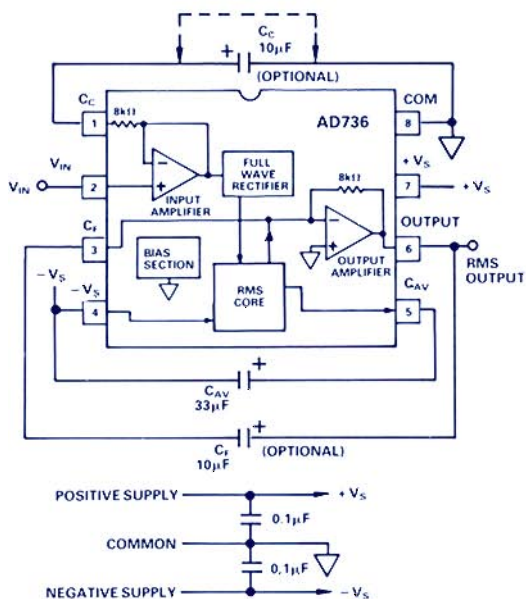 CC
10µF
+
(OPTIONAL)
CC
COM
1
8kΩ
AD736
8
VIN
FULL
WAVE
RECTIFIER
+VS
VIN
2
−
+
INPUT
AMPLIFIER
8kΩ
7
+VS
CF
OUTPUT
3
−
+
6
BIAS
SECTION
OUTPUT
AMPLIFIER
RMS
OUTPUT
−VS
−VS
RMS
CORE
CAV
4
5
CAV
33µF
+
CF
10µF
+
(OPTIONAL)
POSITIVE SUPPLY
+VS
0.1µF
COMMON
0,1µF
NEGATIVE SUPPLY
−VS